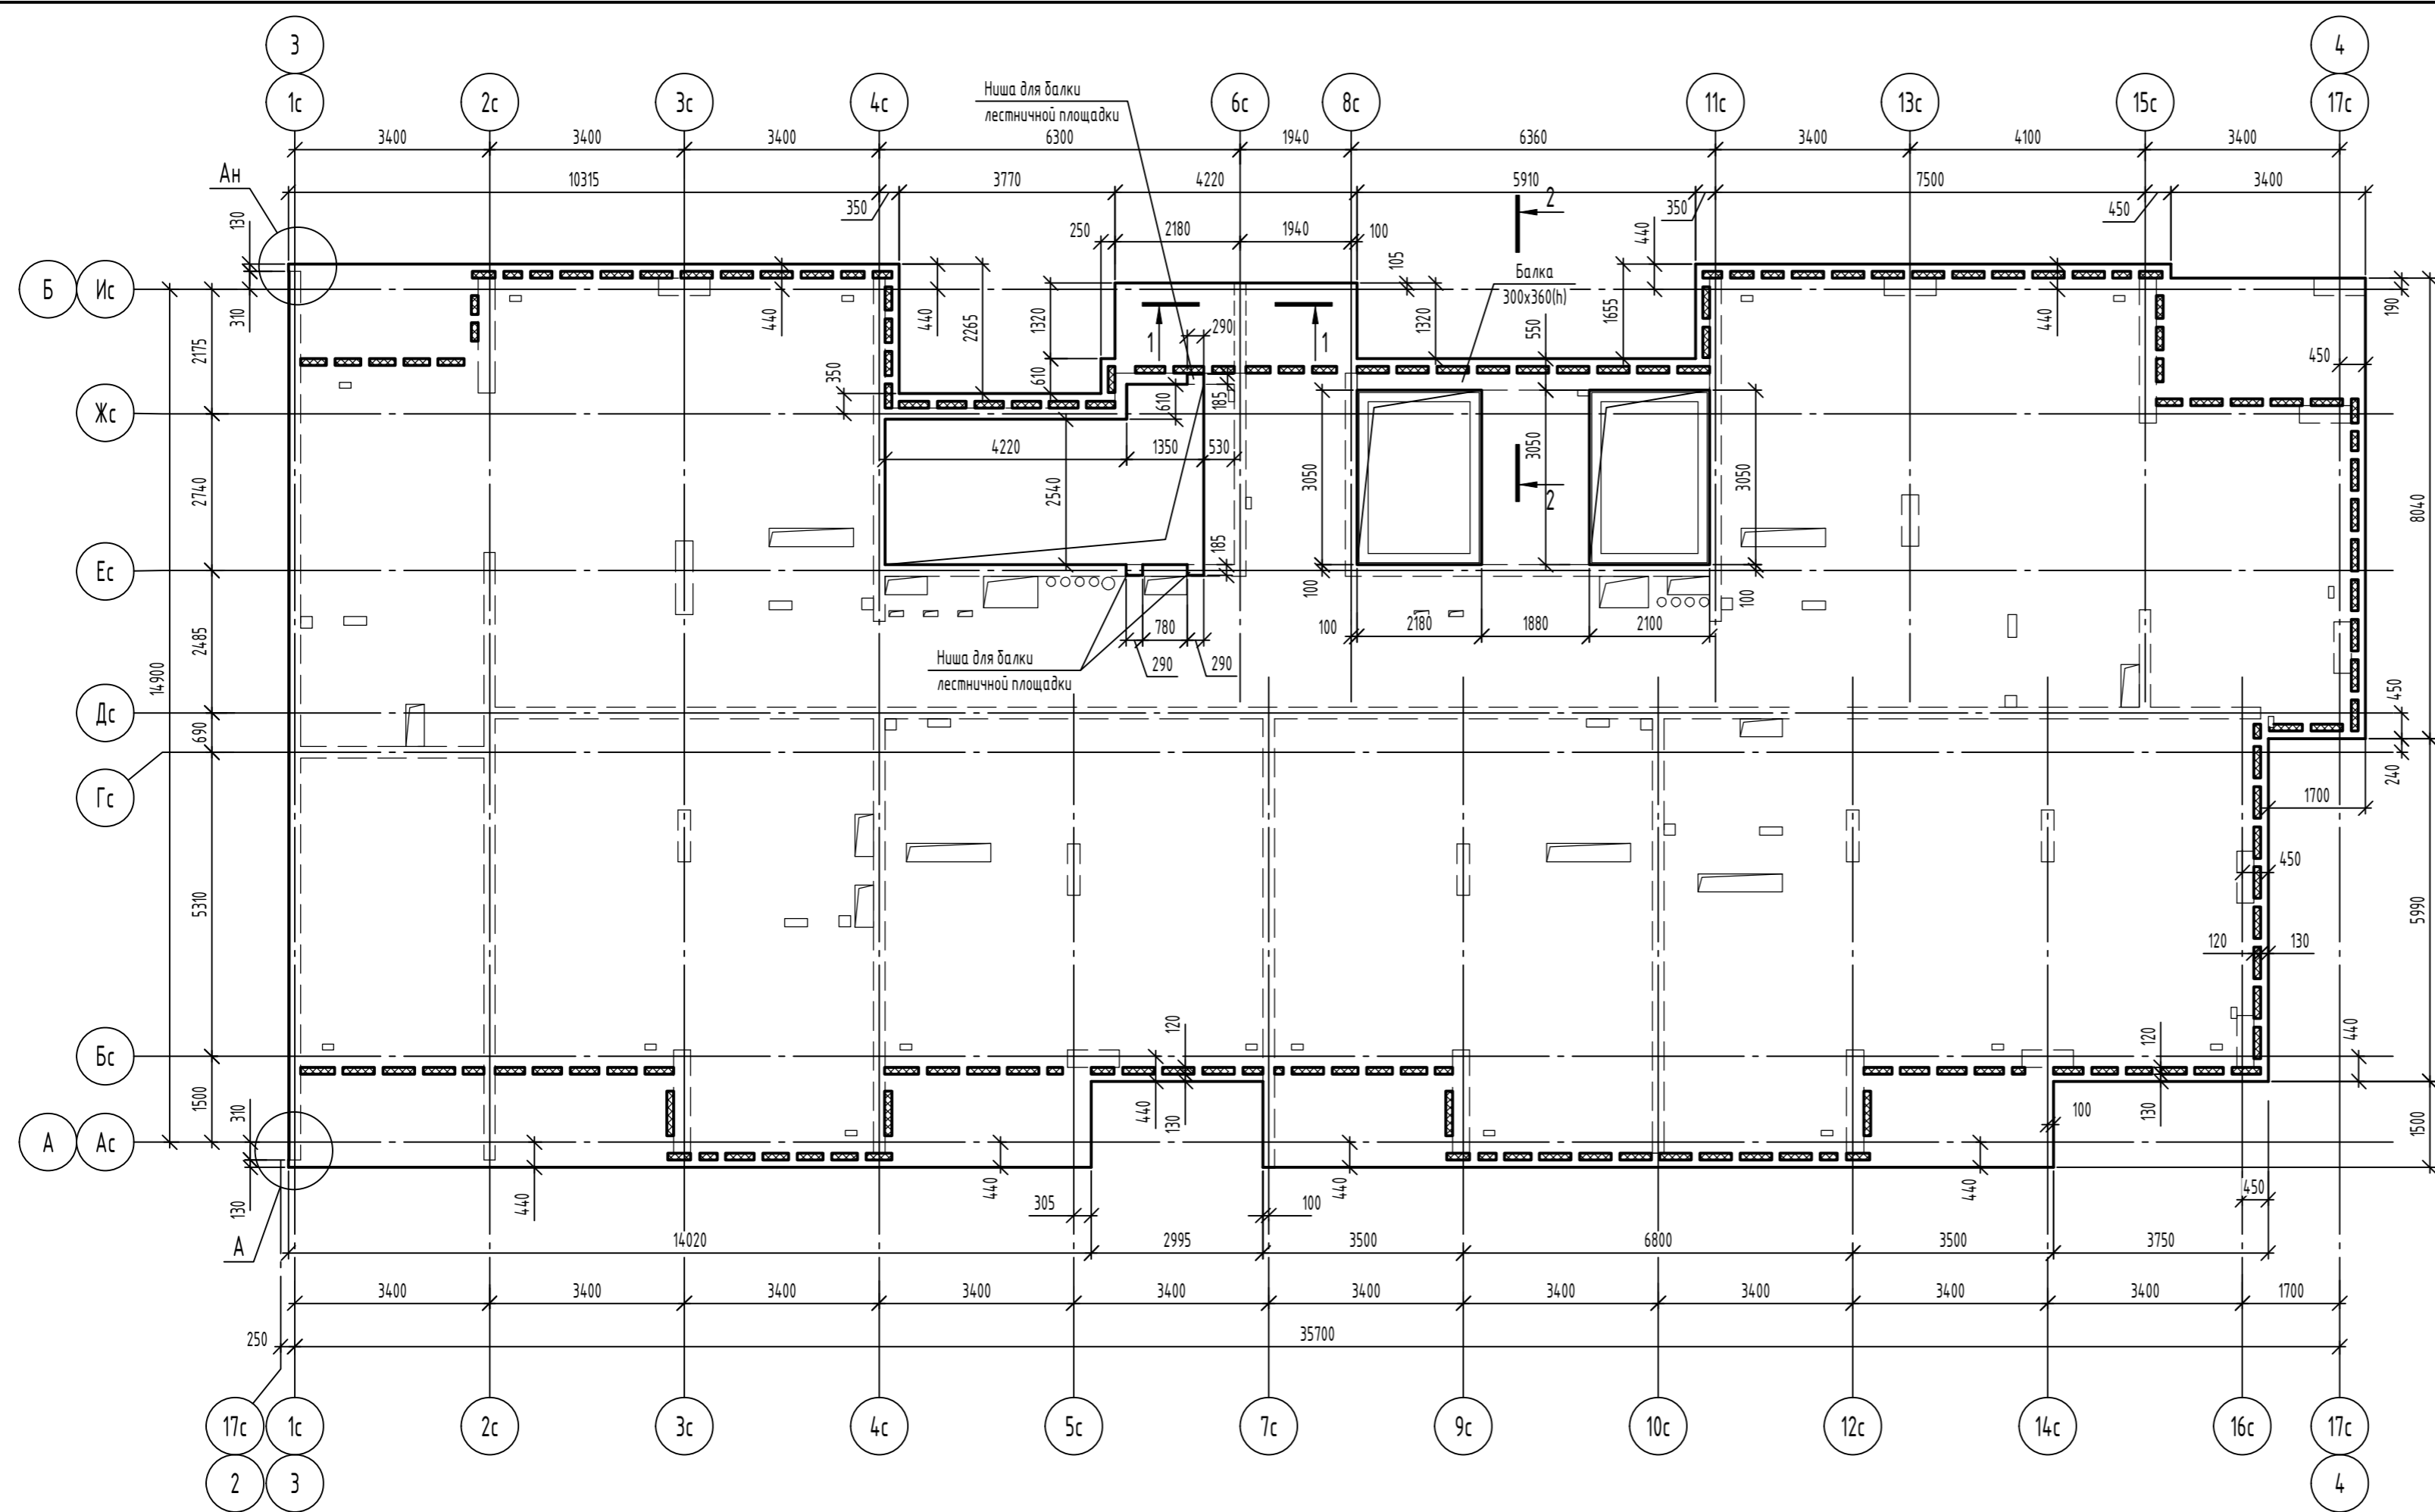 3 4
1с 2с 3с 4с 6с 8с 11с 13с 15с 17с
Ниша для балки
лестничной площадки
3400 3400 3400 6300 1940 6360 3400 4100 3400
Ан
10315 3770 4220 5910 7500 3400
350 350 450
2
130 250 2180 1940 100 440
105
Б Ис
Балка
300х360(h)
310 440 440 2265 1320 1 290 1 1320 550 1655 440 190
2175
350 610 450
Жс
610 185
4220 1350 530
2740 2540 3050 3050 3050 8040
2
185
Ес
100 100
100 2180 1880 2100
780
2485
290 290
Ниша для балки
лестничной площадки
14900
450
Дс
690
240
Гс
1700
450
5310 5990
120 130
120 120 440
Бс
1500
310 440 130 130 100 1500
А Ас
130 440 440 440 440 450
305 100
А
14020 2995 3500 6800 3500 3750
3400 3400 3400 3400 3400 3400 3400 3400 3400 3400 1700
250 35700
17с 1с 2с 3с 4с 5с 7с 9с 10с 12с 14с 16с 17с
2 3 4